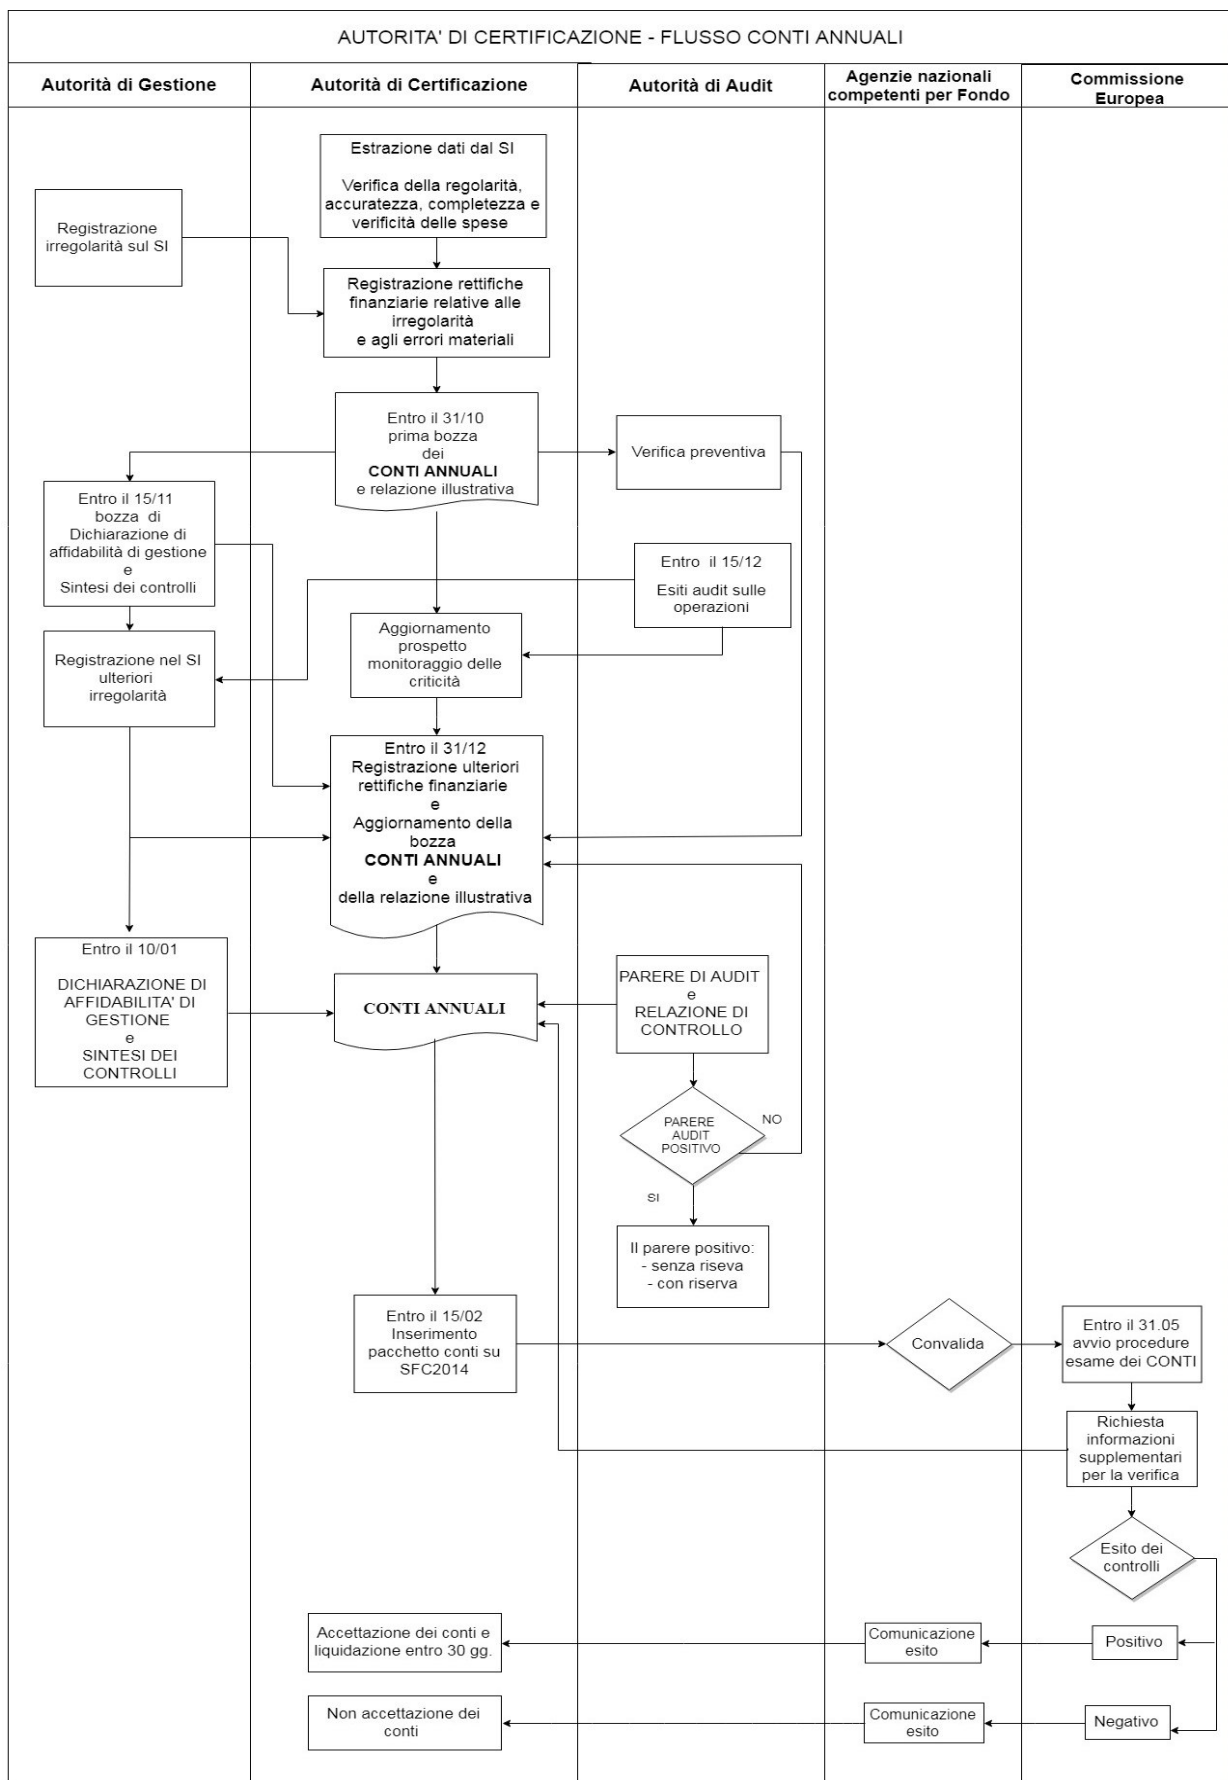 AUTORITA' DI CERTIFICAZIONE - FLUSSO CONTI ANNUALI
Autorità di Gestione
Autorità di Certificazione
Autorità di Audit
Agenzie nazionali
competenti per Fondo
Commissione
Europea
Estrazione dati dal SI
Verifica della regolarità,
accuratezza, completezza e
verificità delle spese
Registrazione
irregolarità sul SI
Registrazione rettifiche
finanziarie relative alle
irregolarità
e agli errori materiali
Entro il 31/10
prima bozza
dei
CONTI ANNUALI
e relazione illustrativa
Verifica preventiva
Entro il 15/11
bozza di
Dichiarazione di
affidabilità di gestione
e
Sintesi dei controlli
Entro il 15/12
Esiti audit sulle
operazioni
Aggiornamento
prospetto
monitoraggio delle
criticità
Registrazione nel SI
ulteriori
irregolarità
Entro il 31/12
Registrazione ulteriori
rettifiche finanziarie
e
Aggiornamento della
bozza
CONTI ANNUALI
e
della relazione illustrativa
Entro il 10/01
DICHIARAZIONE DI
AFFIDABILITA' DI
GESTIONE
e
SINTESI DEI
CONTROLLI
CONTI ANNUALI
PARERE DI AUDIT
e
RELAZIONE DI
CONTROLLO
PARERE
AUDIT
POSITIVO
NO
SI
Il parere positivo:
- senza riseva
- con riserva
Entro il 15/02
Inserimento
pacchetto conti su
SFC2014
Convalida
Entro il 31.05
avvio procedure
esame dei CONTI
Richiesta
informazioni
supplementari
per la verifica
Esito dei
controlli
Accettazione dei conti e
liquidazione entro 30 gg.
Comunicazione
esito
Positivo
Non accettazione dei
conti
Comunicazione
esito
Negativo